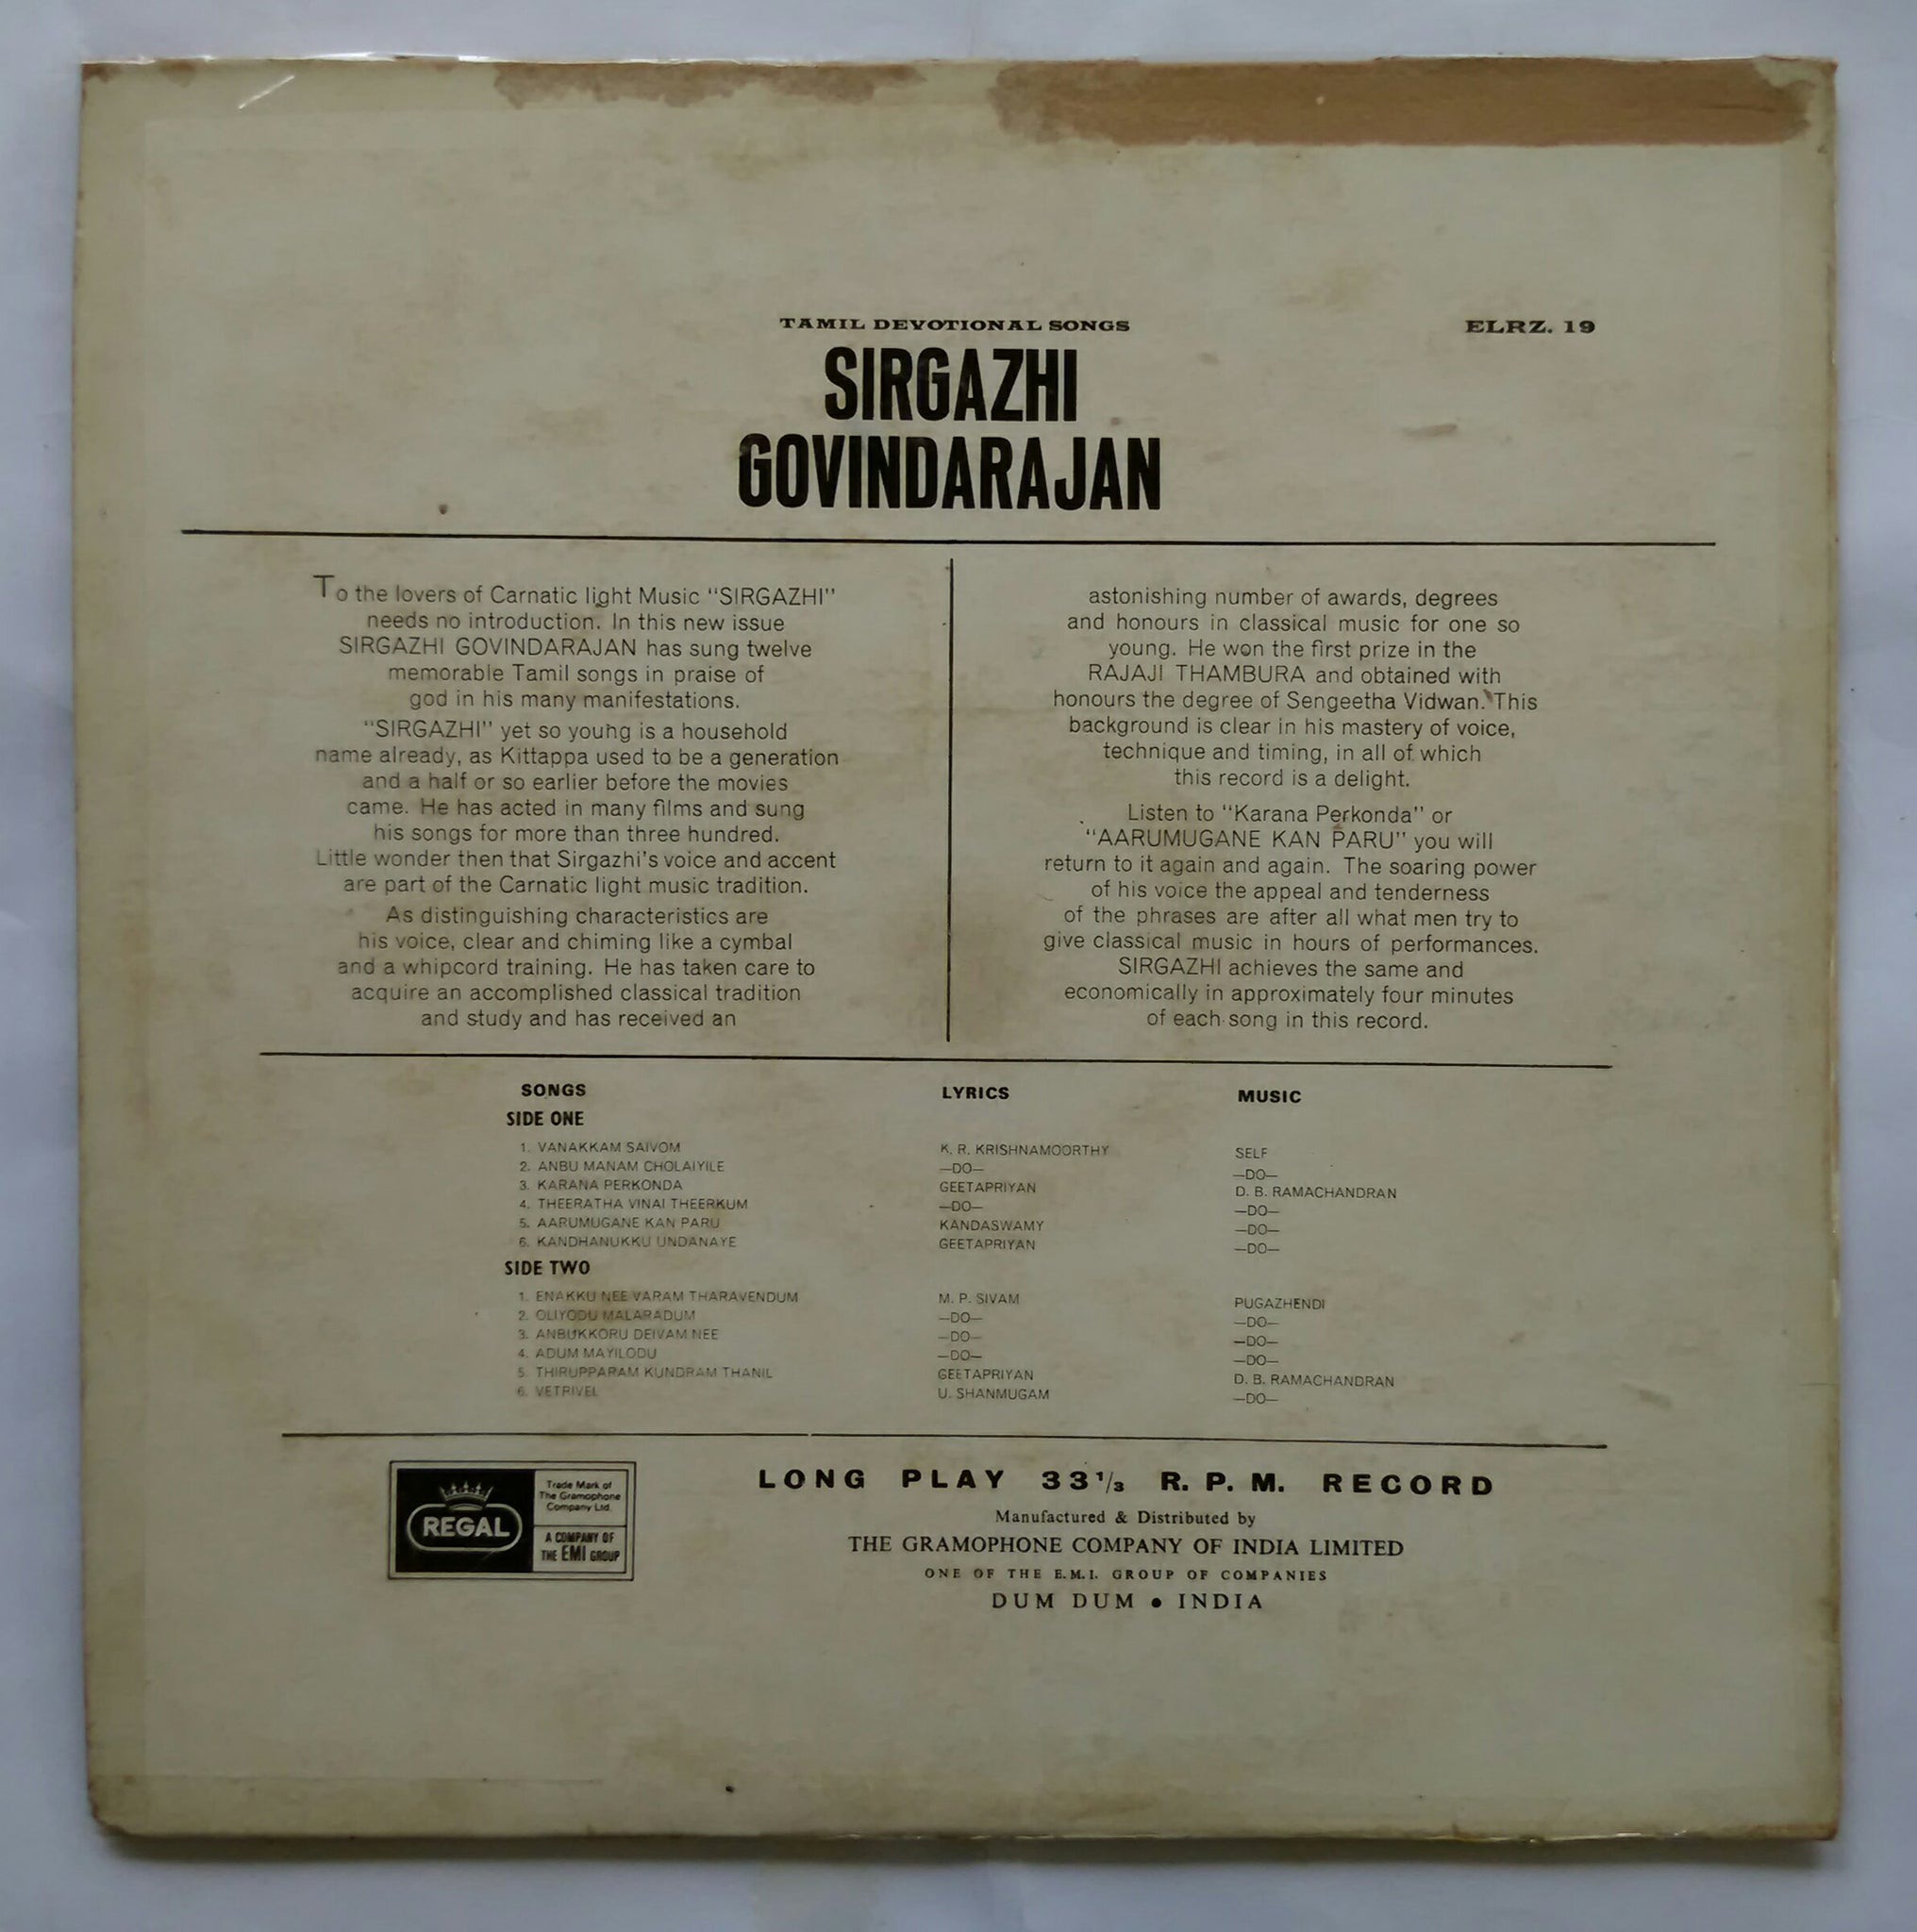 TAMIL DEVOTIONAL SONGS
ELRZ. 19
SIRGAZHI
GOVINDARAJAN
To the lovers of Carnatic light Music “SIRGAZHI”
needs no introduction. In this new issue
SIRGAZHI GOVINDARAJAN has sung twelve
memorable Tamil songs in praise of
god in his many manifestations.
“SIRGAZHI” yet so young is a household
name already, as Kittappa used to be a generation
and a half or so earlier before the movies
came. He has acted in many films and sung
his songs for more than three hundred.
Little wonder then that Sirgazhi's voice and accent
are part of the Carnatic light music tradition.
As distinguishing characteristics are
his voice, clear and chiming like a cymbal
and a whipcord training. He has taken care to
acquire an accomplished classical tradition
and study and has received an
astonishing number of awards, degrees
and honours in classical music for one so
young. He won the first prize in the
RAJAJI THAMBURA and obtained with
honours the degree of Sengeetha Vidwan. This
background is clear in his mastery of voice,
technique and timing, in all of which
this record is a delight.
Listen to “Karana Perkonda” or
“AARUMUGANE KAN PARU” you will
return to it again and again. The soaring power
of his voice the appeal and tenderness
of the phrases are after all what men try to
give classical music in hours of performances.
SIRGAZHI achieves the same and
economically in approximately four minutes
of each song in this record.
SONGS LYRICS MUSIC
SIDE ONE
1. VANAKKAM SAIVOM K. R. KRISHNAMOORTHY SELF
2. ANBU MANAM CHOLAIYILE —DO— —DO—
3. KARANA PERKONDA GEETAPRIYAN D. B. RAMACHANDRAN
4. THEERATHA VINAI THEERKUM —DO— —DO—
5. AARUMUGANE KAN PARU KANDASWAMY —DO—
6. KANDHANUKKU UNDANAYE GEETAPRIYAN —DO—
SIDE TWO
1. ENAKKU NEE VARAM THARAVENDUM M. P. SIVAM PUGAZHENDI
2. OLIYODU MALARADUM —DO— —DO—
3. ANBUKKORU DEIVAM NEE —DO— —DO—
4. ADUM MAYILODU —DO— —DO—
5. THIRUPPARAM KUNDRAM THANIL GEETAPRIYAN D. B. RAMACHANDRAN
6. VETRIVEL U. SHANMUGAM —DO—
REGAL
Trade Mark of
The Gramophone
Company Ltd.
A COMPANY OF
THE EMI GROUP
LONG PLAY 33 1/3 R. P. M. RECORD
Manufactured & Distributed by
THE GRAMOPHONE COMPANY OF INDIA LIMITED
ONE OF THE E.M.I. GROUP OF COMPANIES
DUM DUM • INDIA